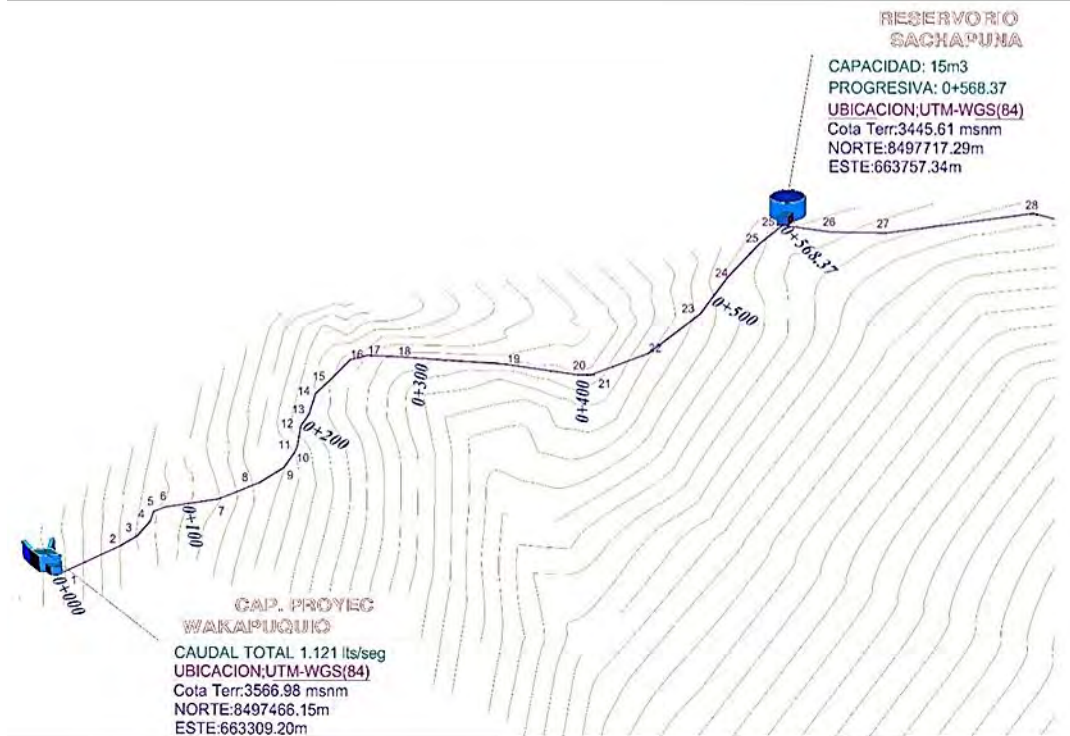 RESERVORIO
SACHAPUNA
CAPACIDAD: 15m3
PROGRESIVA: 0+568.37
UBICACION;UTM-WGS(84)
Cota Terr:3445.61 msnm
NORTE:8497717.29m
ESTE:663757.34m
28
25
26
27
0+568.37
25
24
23
0+500
22
16
17
18
19
20
21
15
0+300
0+400
14
13
12
0+200
11
10
9
8
7
6
5
4
3
2
0+100
1
0+000
CAP. PROYEC
WAKAPUQUIO
CAUDAL TOTAL 1.121 lts/seg
UBICACION;UTM-WGS(84)
Cota Terr:3566.98 msnm
NORTE:8497466.15m
ESTE:663309.20m